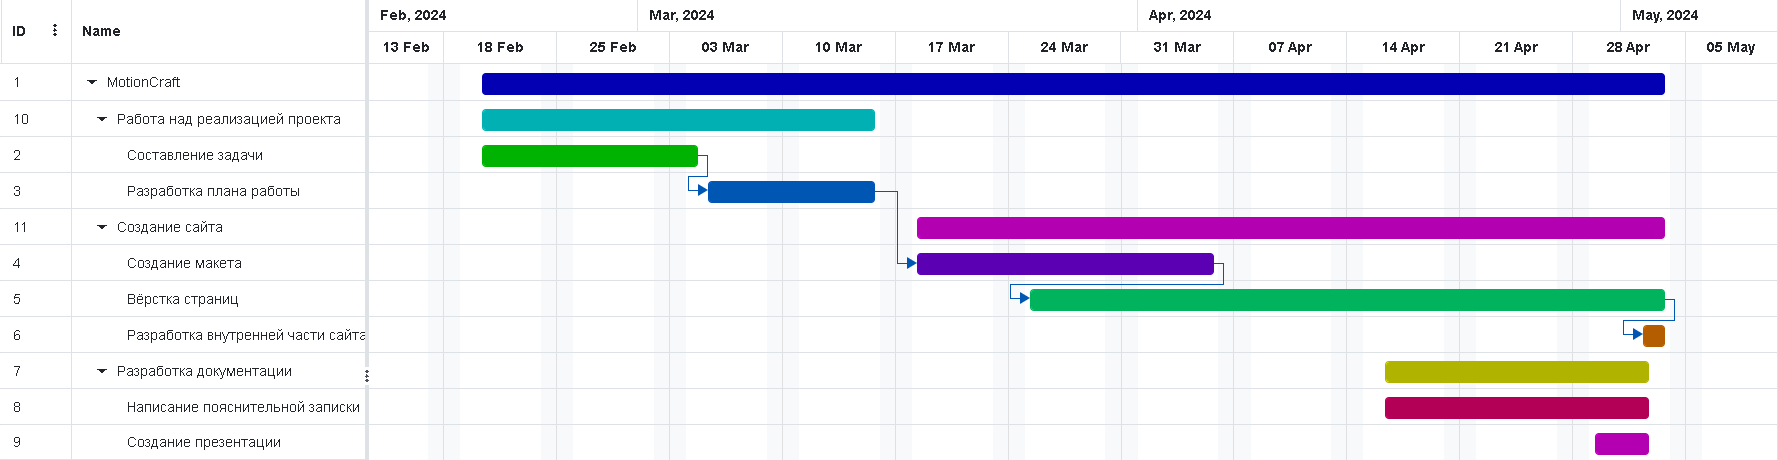 Feb, 2024 Mar, 2024 Apr, 2024 May, 2024
ID Name
13 Feb 18 Feb 25 Feb 03 Mar 10 Mar 17 Mar 24 Mar 31 Mar 07 Apr 14 Apr 21 Apr 28 Apr 05 May
1 MotionCraft
10 Работа над реализацией проекта
2 Составление задачи
3 Разработка плана работы
11 Создание сайта
4 Создание макета
5 Вёрстка страниц
6 Разработка внутренней части сайта
7 Разработка документации
8 Написание пояснительной записки
9 Создание презентации